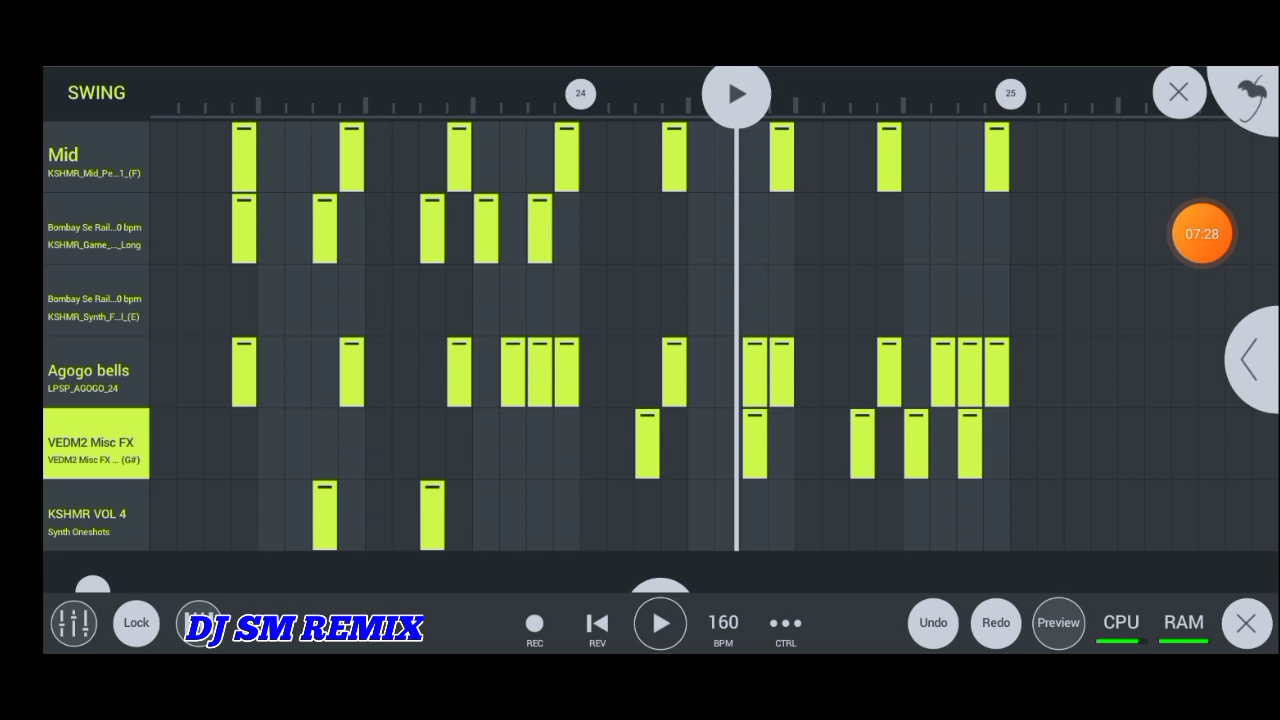 SWING
24
25
Mid
KSHMR_Mid_Pe...1_(F)
Bombay Se Rail...0 bpm
KSHMR_Game_..._Long
07:28
Bombay Se Rail...0 bpm
KSHMR_Synth_F...I_(E)
Agogo bells
LPSP_AGOGO_24
VEDM2 Misc FX
VEDM2 Misc FX ... (G#)
KSHMR VOL 4
Synth Oneshots
Lock
DJ SM REMIX
REC
REV
160
BPM
CTRL
Undo
Redo
Preview
CPU
RAM